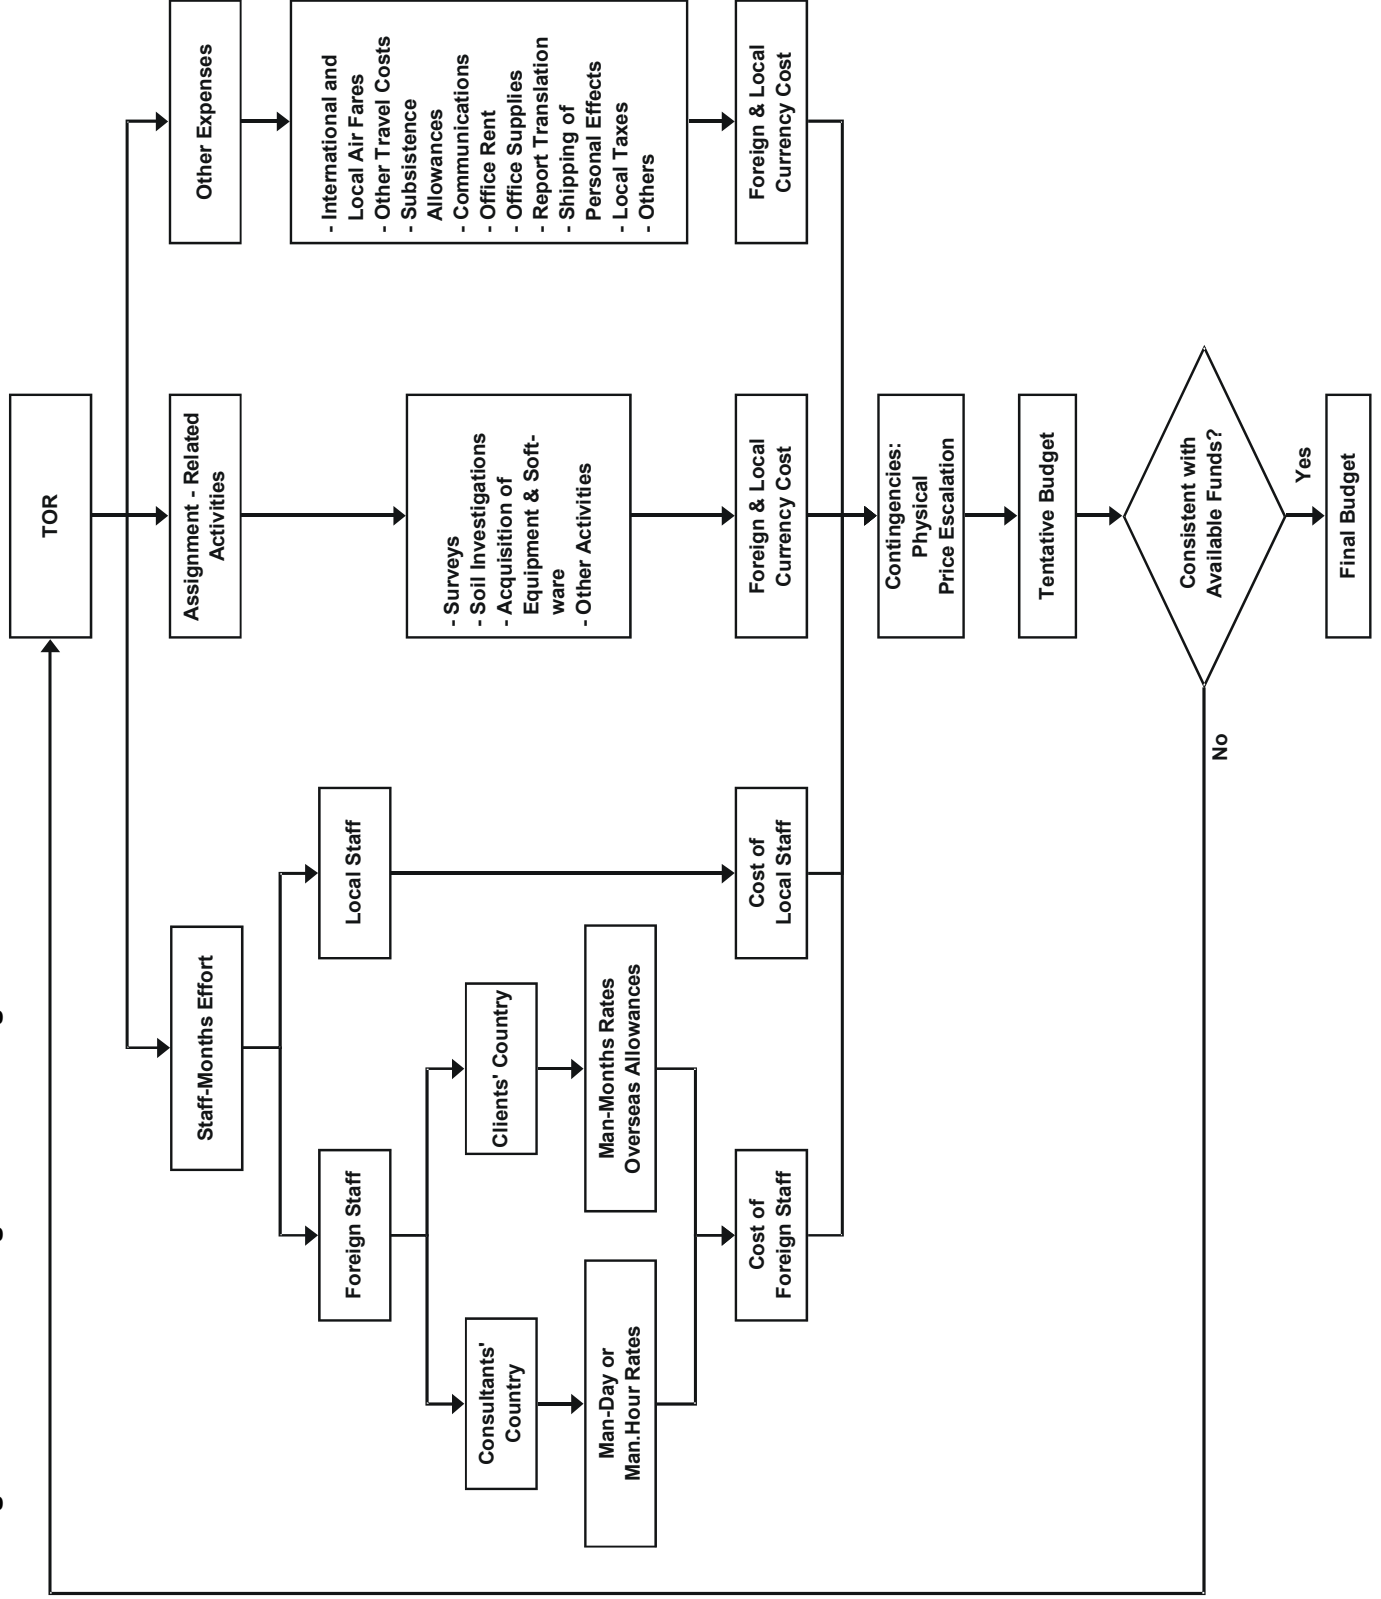 TOR
Staff-Months Effort
Assignment - Related
Activities
Other Expenses
Foreign Staff
Local Staff
Consultants'
Country
Clients' Country
Man-Day or
Man.Hour Rates
Man-Months Rates
Overseas Allowances
- Surveys
- Soil Investigations
- Acquisition of
Equipment & Soft-
ware
- Other Activities
- International and
Local Air Fares
- Other Travel Costs
- Subsistence
Allowances
- Communications
- Office Rent
- Office Supplies
- Report Translation
- Shipping of
Personal Effects
- Local Taxes
- Others
Cost of
Foreign Staff
Cost of
Local Staff
Foreign & Local
Currency Cost
Foreign & Local
Currency Cost
Contingencies:
Physical
Price Escalation
Tentative Budget
Consistent with
Available Funds?
No
Yes
Final Budget